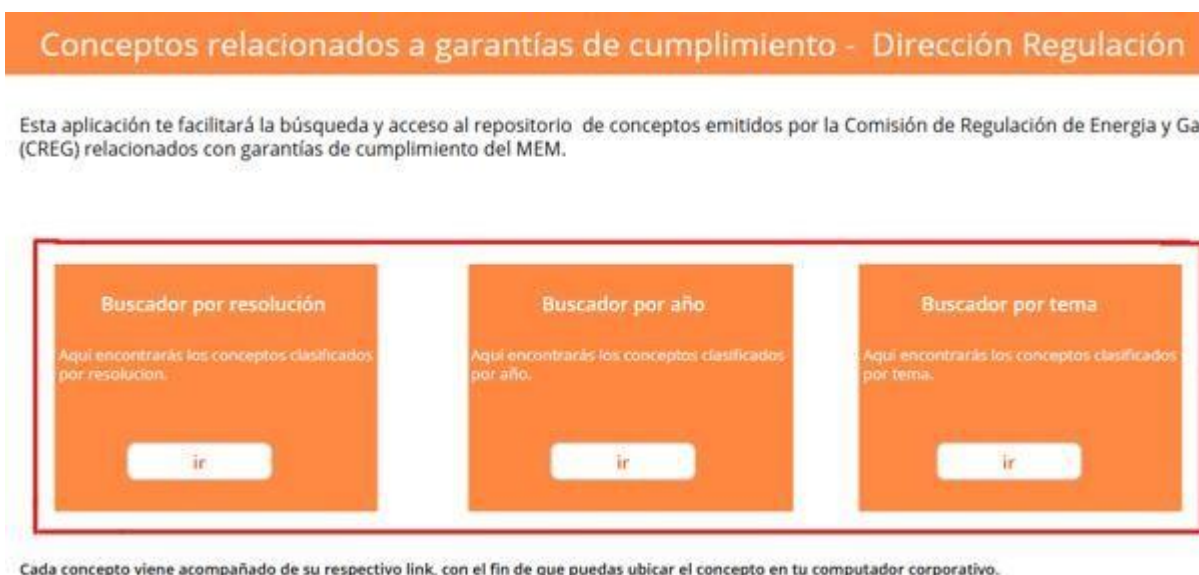 Conceptos relacionados a garantías de cumplimiento - Dirección Regulación
Esta aplicación te facilitará la búsqueda y acceso al repositorio de conceptos emitidos por la Comisión de Regulación de Energia y Ga
(CREG) relacionados con garantías de cumplimiento del MEM.
Buscador por resolución
Aqui encontrarás los conceptos clasificados
por resolucion.
ir
Buscador por año
Aqui encontrarás los conceptos clasificados
por año.
ir
Buscador por tema
Aqui encontrarás los conceptos clasificados
por tema.
ir
Cada concepto viene acompañado de su respectivo link, con el fin de que puedas ubicar el concepto en tu computador corporativo.